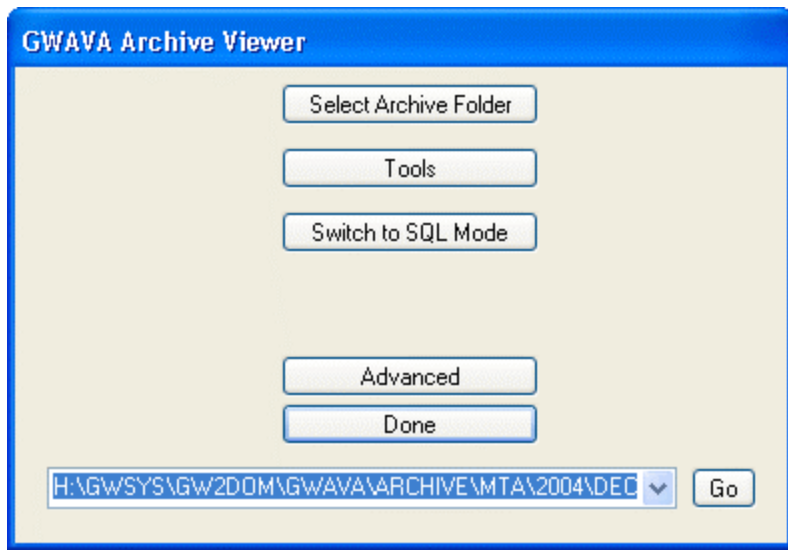 GWAVA Archive Viewer
Select Archive Folder
Tools
Switch to SQL Mode
Advanced
Done
H:\GWSYS\GW2DOM\GWAVA\ARCHIVE\MTA\2004\DEC
Go